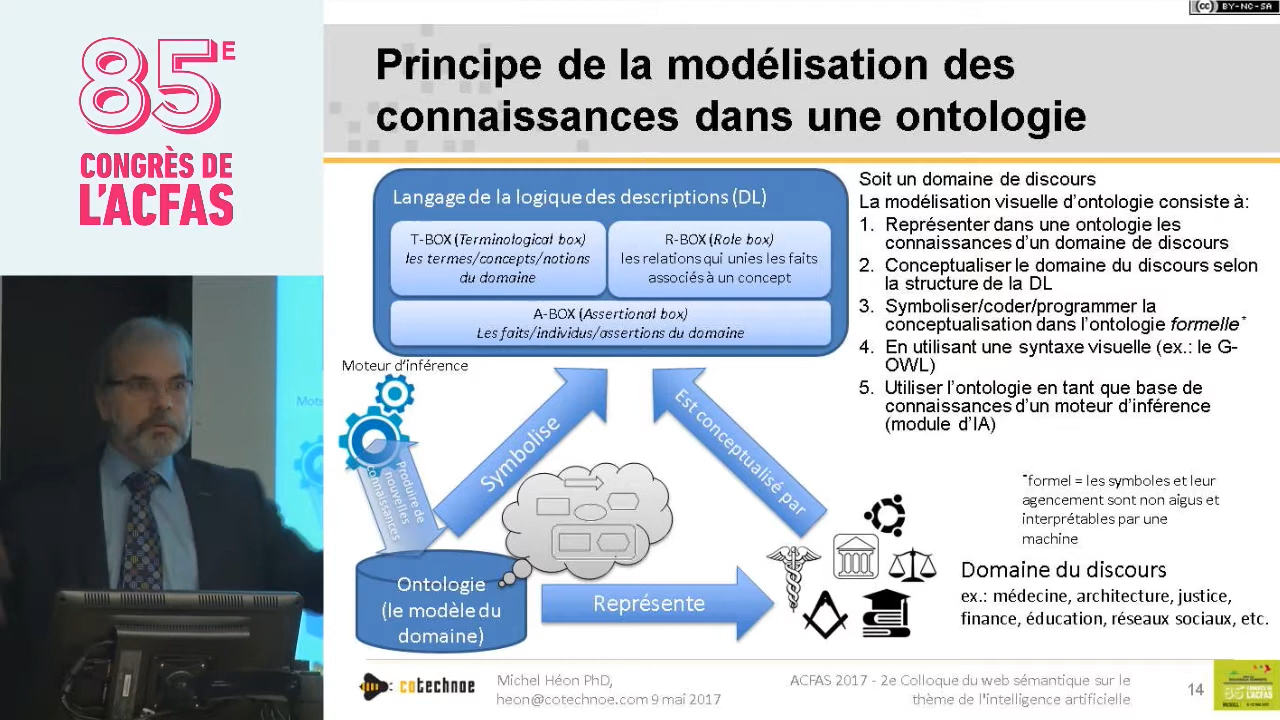 BY-NC-SA
85E
CONGRÈS DE
L'ACFAS
Principe de la modélisation des
connaissances dans une ontologie
Langage de la logique des descriptions (DL)
T-BOX (Terminological box)
les termes/concepts/notions
du domaine
R-BOX (Role box)
les relations qui unies les faits
associés à un concept
A-BOX (Assertional box)
Les faits/individus/assertions du domaine
Soit un domaine de discours
La modélisation visuelle d'ontologie consiste à:
1. Représenter dans une ontologie les
connaissances d'un domaine de discours
2. Conceptualiser le domaine du discours selon
la structure de la DL
3. Symboliser/coder/programmer la
conceptualisation dans l'ontologie formelle*
4. En utilisant une syntaxe visuelle (ex.: le G-
OWL)
5. Utiliser l'ontologie en tant que base de
connaissances d'un moteur d'inférence
(module d'IA)
Moteur d'inférence
Produire de
nouvelles
connaissances
Symbolise
Est conceptualisé par
*formel = les symboles et leur
agencement sont non aigus et
interprétables par une
machine
Ontologie
(le modèle du
domaine)
Représente
Domaine du discours
ex.: médecine, architecture, justice,
finance, éducation, réseaux sociaux, etc.
cotechnoe
Michel Héon PhD,
heon@cotechnoe.com 9 mai 2017
ACFAS 2017 - 2e Colloque du web sémantique sur le
thème de l'intelligence artificielle
14